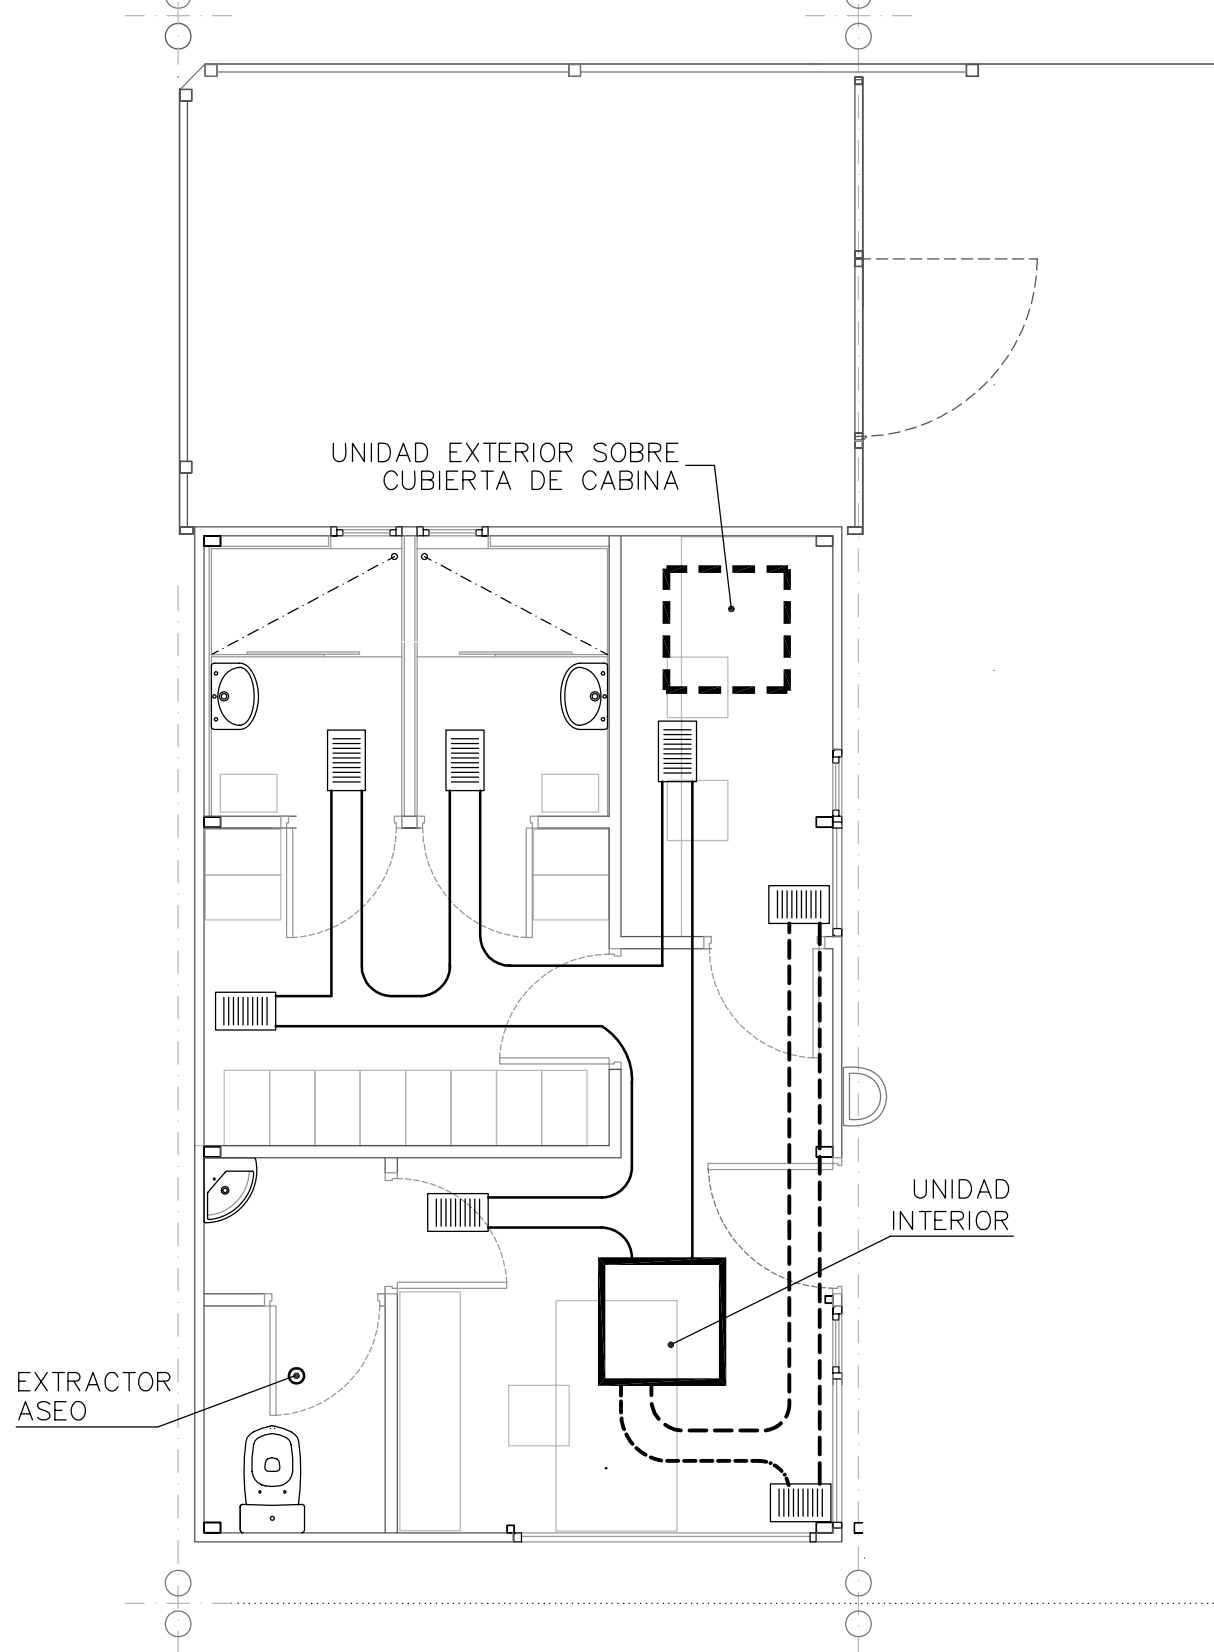 UNIDAD EXTERIOR SOBRE
CUBIERTA DE CABINA
UNIDAD
INTERIOR
EXTRACTOR
ASEO